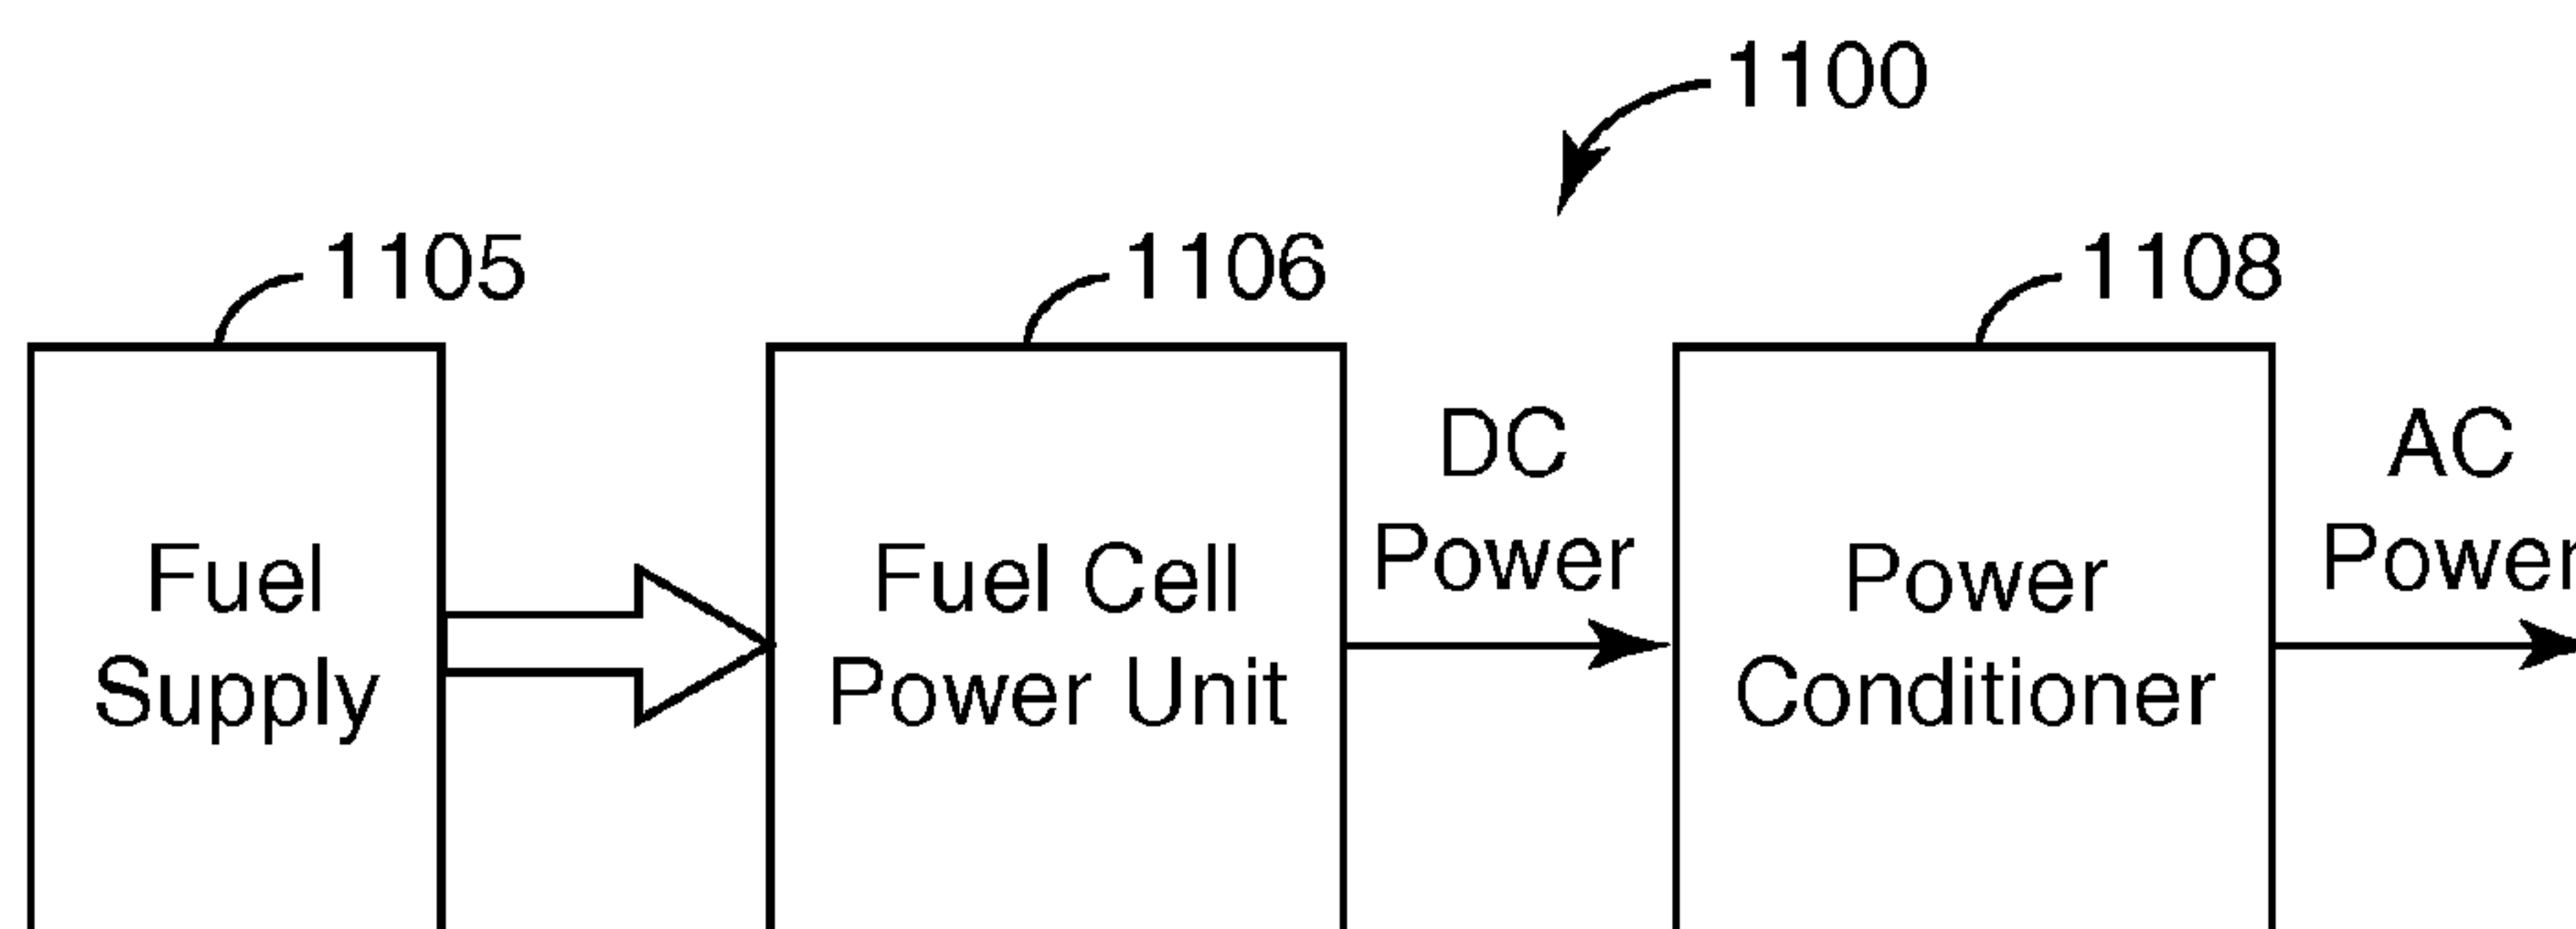 1100
1105
1106
1108
Fuel
Supply
Fuel Cell
Power Unit
DC
Power
Power
Conditioner
AC
Power